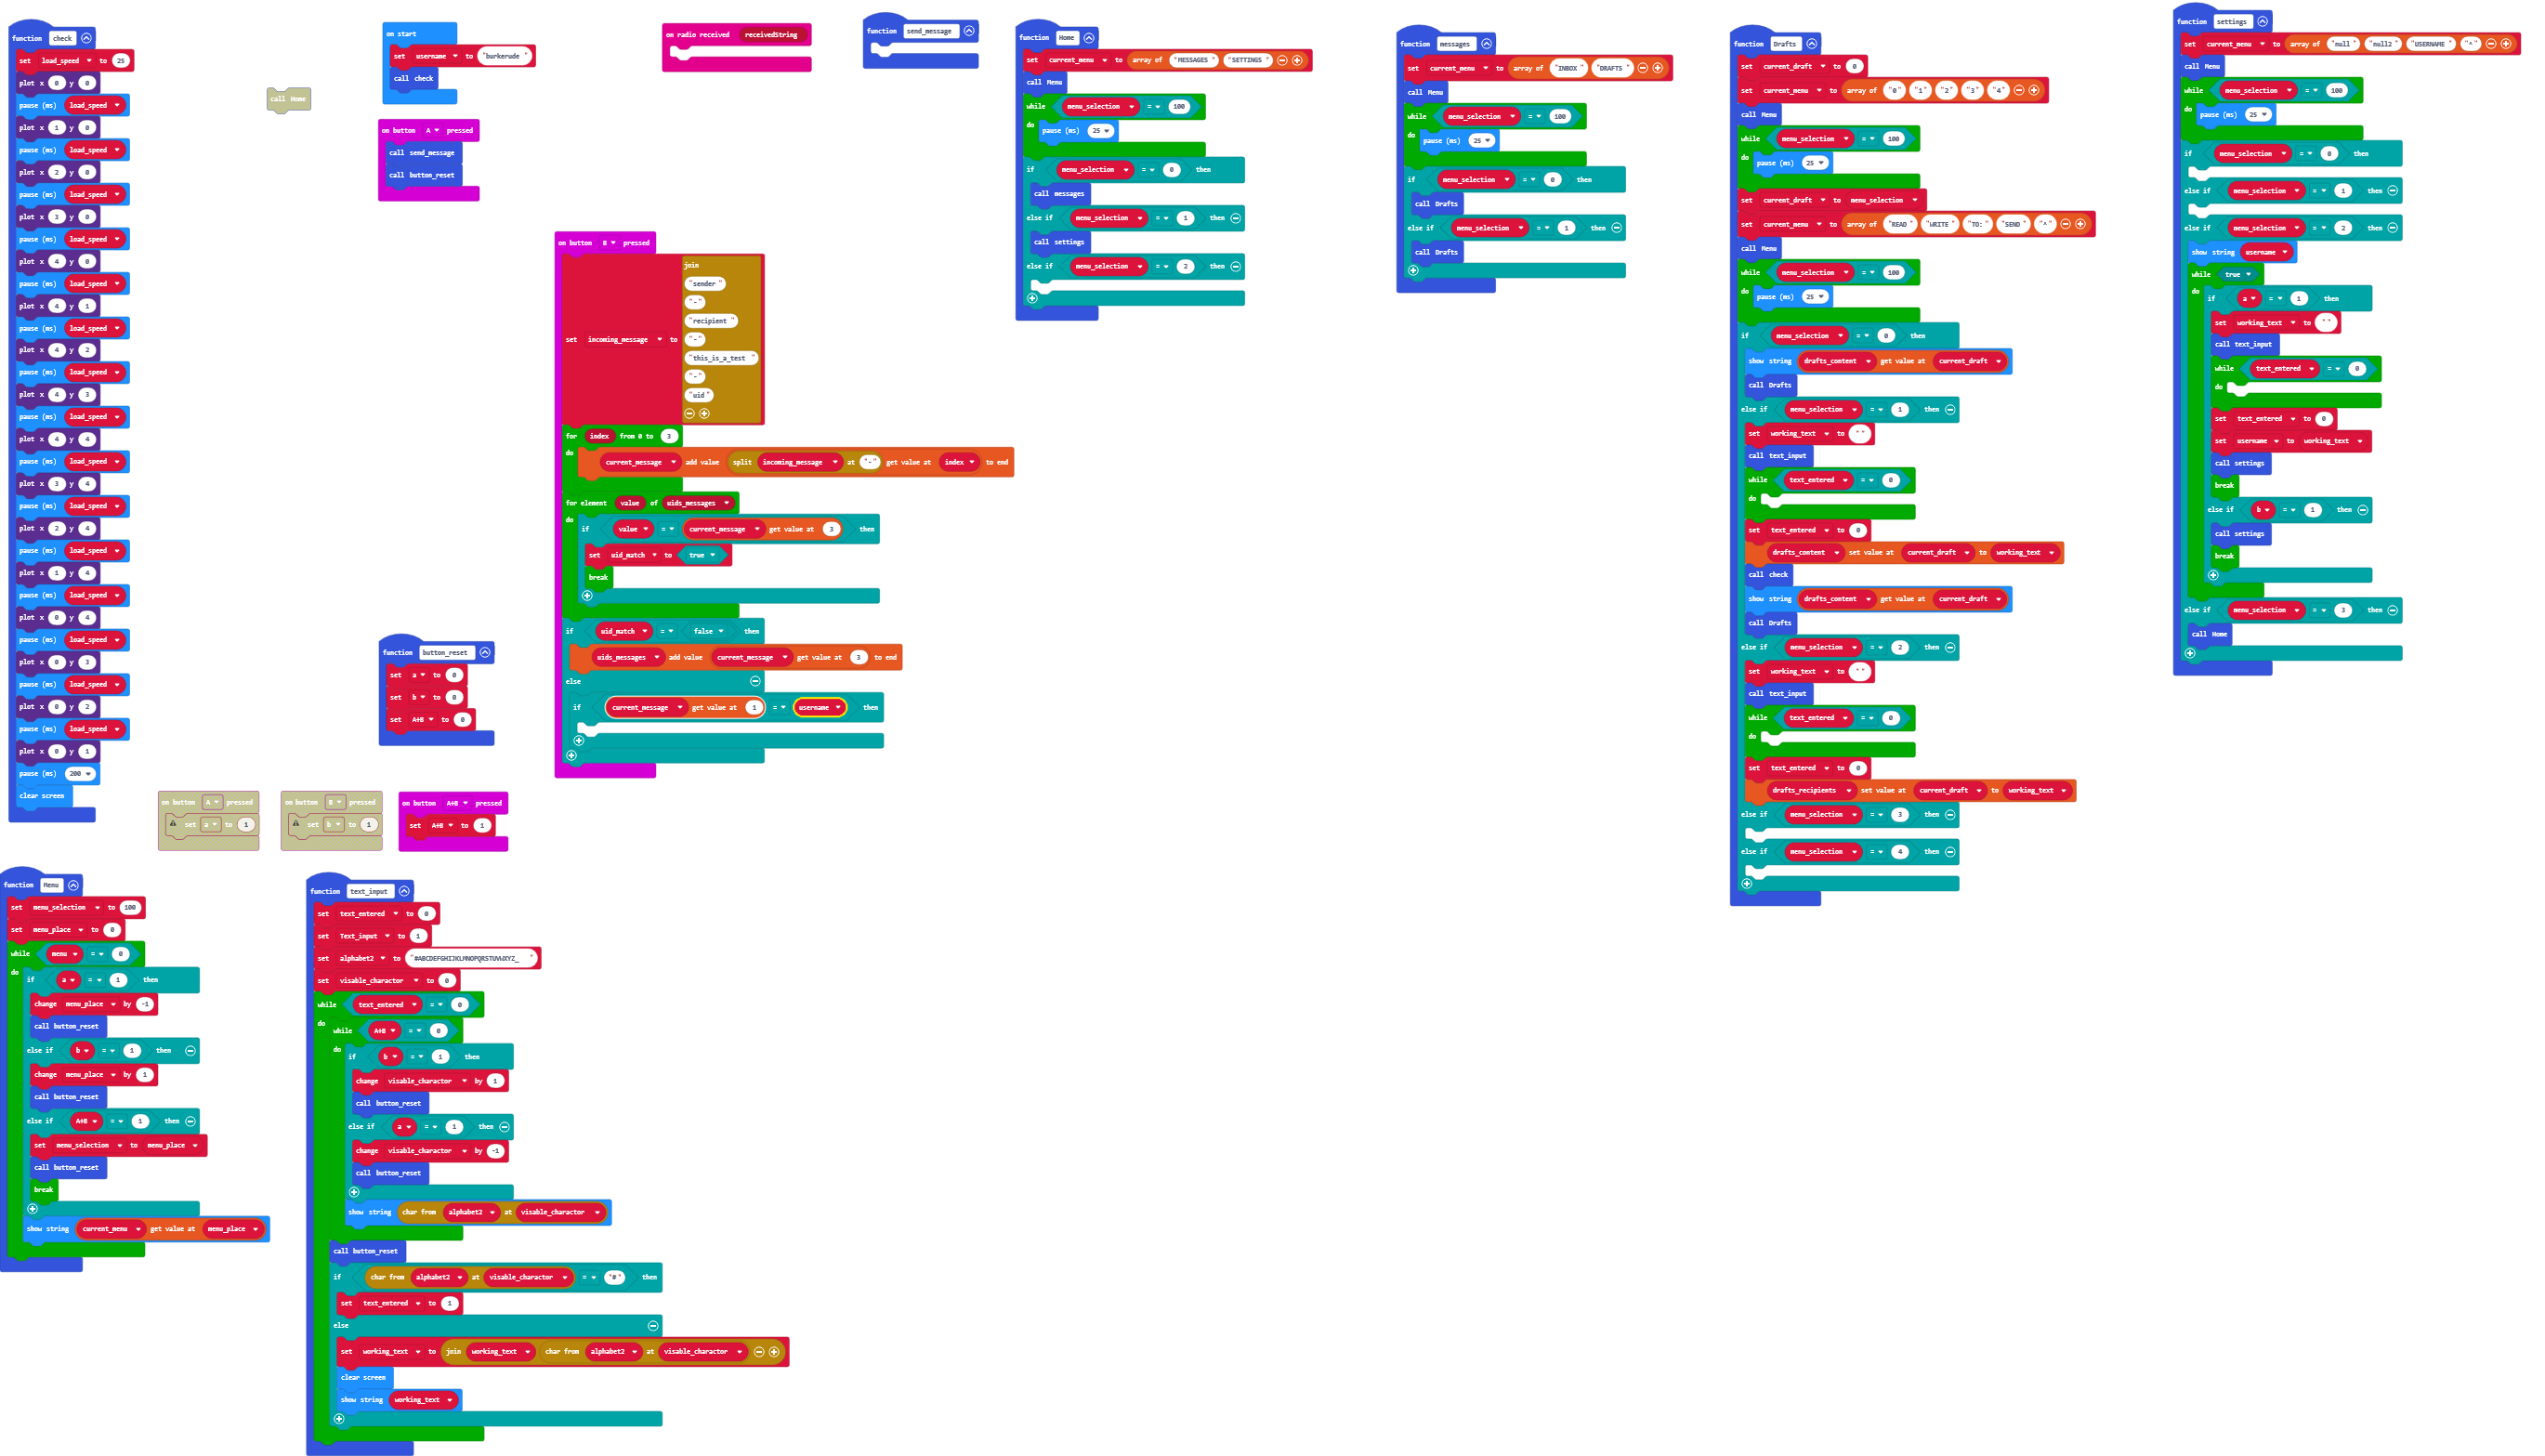 function check
set load_speed to 25
plot x 0 y 0
pause (ms) load_speed
plot x 1 y 0
pause (ms) load_speed
plot x 2 y 0
pause (ms) load_speed
plot x 3 y 0
pause (ms) load_speed
plot x 4 y 0
pause (ms) load_speed
plot x 4 y 1
pause (ms) load_speed
plot x 4 y 2
pause (ms) load_speed
plot x 4 y 3
pause (ms) load_speed
plot x 4 y 4
pause (ms) load_speed
plot x 3 y 4
pause (ms) load_speed
plot x 2 y 4
pause (ms) load_speed
plot x 1 y 4
pause (ms) load_speed
plot x 0 y 4
pause (ms) load_speed
plot x 0 y 3
pause (ms) load_speed
plot x 0 y 2
pause (ms) load_speed
plot x 0 y 1
pause (ms) 200
clear screen
call Home
on start
set username to "burkerude"
call check
on button A pressed
call send_message
call button_reset
function button_reset
set a to 0
set b to 0
set A+B to 0
on button A pressed
set a to 1
on button B pressed
set b to 1
on button A+B pressed
set A+B to 1
on radio received receivedString
function send_message
on button B pressed
set incoming_message to join
"sender"
"-"
"recipient"
"-"
"this_is_a_test"
"-"
"uid"
for index from 0 to 3
do current_message add value split incoming_message at "-" get value at index to end
for element value of uids_messages
do if value = current_message get value at 3 then
set uid_match to true
break
if uid_match = false then
uids_messages add value current_message get value at 3 to end
else
if current_message get value at 1 = username then
function Home
set current_menu to array of "MESSAGES" "SETTINGS"
call Menu
while menu_selection = 100
do pause (ms) 25
if menu_selection = 0 then
call messages
else if menu_selection = 1 then
call settings
else if menu_selection = 2 then
function messages
set current_menu to array of "INBOX" "DRAFTS"
call Menu
while menu_selection = 100
do pause (ms) 25
if menu_selection = 0 then
call Drafts
else if menu_selection = 1 then
call Drafts
function Drafts
set current_draft to 0
set current_menu to array of "0" "1" "2" "3" "4"
call Menu
while menu_selection = 100
do pause (ms) 25
set current_draft to menu_selection
set current_menu to array of "READ" "WRITE" "TO:" "SEND" "^"
call Menu
while menu_selection = 100
do pause (ms) 25
if menu_selection = 0 then
show string drafts_content get value at current_draft
call Drafts
else if menu_selection = 1 then
set working_text to ""
call text_input
while text_entered = 0
do
set text_entered to 0
drafts_content set value at current_draft to working_text
call check
show string drafts_content get value at current_draft
call Drafts
else if menu_selection = 2 then
set working_text to ""
call text_input
while text_entered = 0
do
set text_entered to 0
drafts_recipients set value at current_draft to working_text
else if menu_selection = 3 then
else if menu_selection = 4 then
function settings
set current_menu to array of "null" "null2" "USERNAME" "^"
call Menu
while menu_selection = 100
do pause (ms) 25
if menu_selection = 0 then
else if menu_selection = 1 then
else if menu_selection = 2 then
show string username
while true
do if a = 1 then
set working_text to ""
call text_input
while text_entered = 0
do
set text_entered to 0
set username to working_text
call settings
break
else if b = 1 then
call settings
break
else if menu_selection = 3 then
call Home
function Menu
set menu_selection to 100
set menu_place to 0
while menu = 0
do if a = 1 then
change menu_place by -1
call button_reset
else if b = 1 then
change menu_place by 1
call button_reset
else if A+B = 1 then
set menu_selection to menu_place
call button_reset
break
show string current_menu get value at menu_place
function text_input
set text_entered to 0
set Text_input to 1
set alphabet2 to "#ABCDEFGHIJKLMNOPQRSTUVWXYZ_"
set visable_charactor to 0
while text_entered = 0
do while A+B = 0
do if b = 1 then
change visable_charactor by 1
call button_reset
else if a = 1 then
change visable_charactor by -1
call button_reset
show string char from alphabet2 at visable_charactor
call button_reset
if char from alphabet2 at visable_charactor = "#" then
set text_entered to 1
else
set working_text to join working_text char from alphabet2 at visable_charactor
clear screen
show string working_text